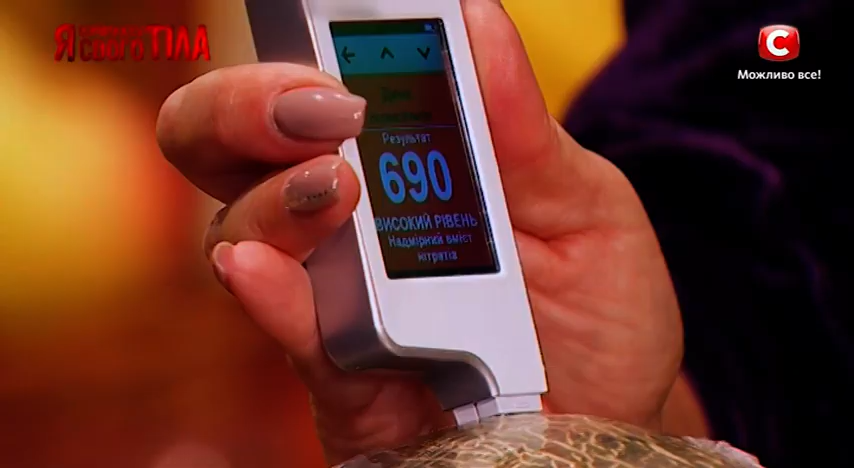 Я СОРОМЛЮСЬ
СВОГО ТІЛА
С
Можливо все!
Результат
690
ВИСОКИЙ РІВЕНЬ
Надмірний вміст
нітратів